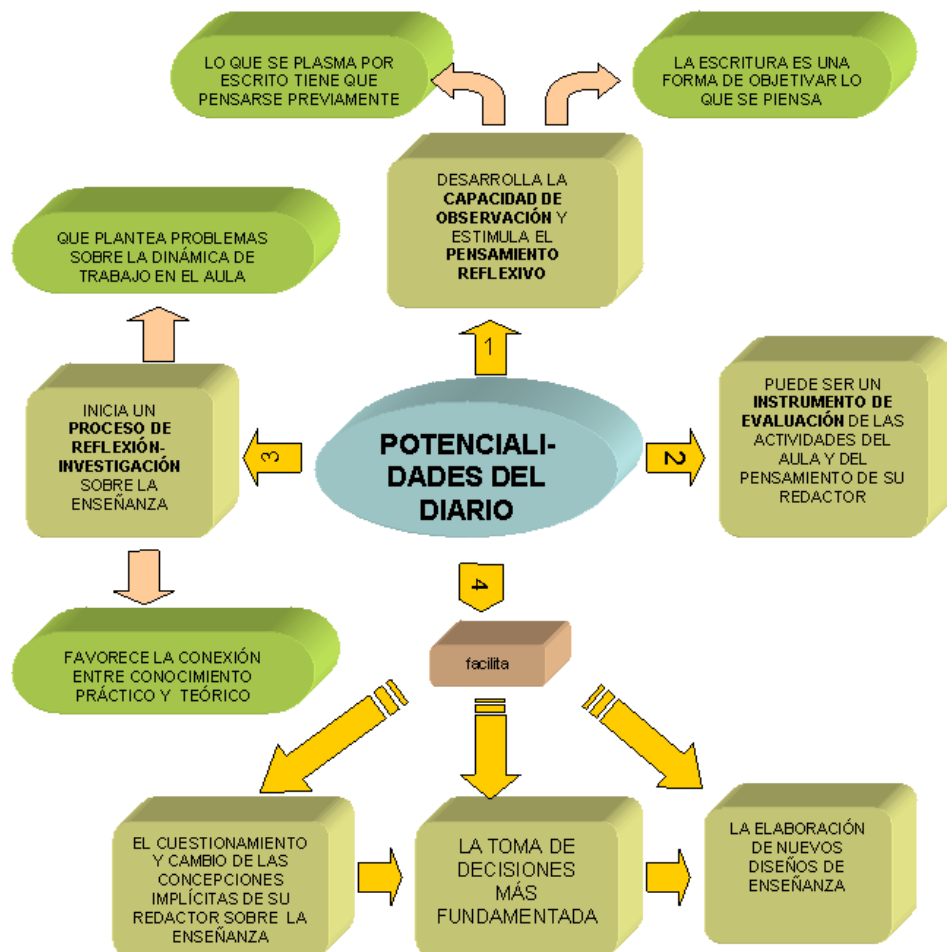 LO QUE SE PLASMA POR
ESCRITO TIENE QUE
PENSARSE PREVIAMENTE
LA ESCRITURA ES UNA
FORMA DE OBJETIVAR LO
QUE SE PIENSA
DESARROLLA LA
CAPACIDAD DE
OBSERVACIÓN Y
ESTIMULA EL
PENSAMIENTO
REFLEXIVO
QUE PLANTEA PROBLEMAS
SOBRE LA DINÁMICA DE
TRABAJO EN EL AULA
1
INICIA UN
PROCESO DE
REFLEXIÓN-
INVESTIGACIÓN
SOBRE LA
ENSEÑANZA
3
POTENCIALI-
DADES DEL
DIARIO
2
PUEDE SER UN
INSTRUMENTO DE
EVALUACIÓN DE LAS
ACTIVIDADES DEL
AULA Y DEL
PENSAMIENTO DE SU
REDACTOR
4
FAVORECE LA CONEXIÓN
ENTRE CONOCIMIENTO
PRÁCTICO Y TEÓRICO
facilita
EL CUESTIONAMIENTO
Y CAMBIO DE LAS
CONCEPCIONES
IMPLÍCITAS DE SU
REDACTOR SOBRE LA
ENSEÑANZA
LA TOMA DE
DECISIONES
MÁS
FUNDAMENTADA
LA ELABORACIÓN
DE NUEVOS
DISEÑOS DE
ENSEÑANZA